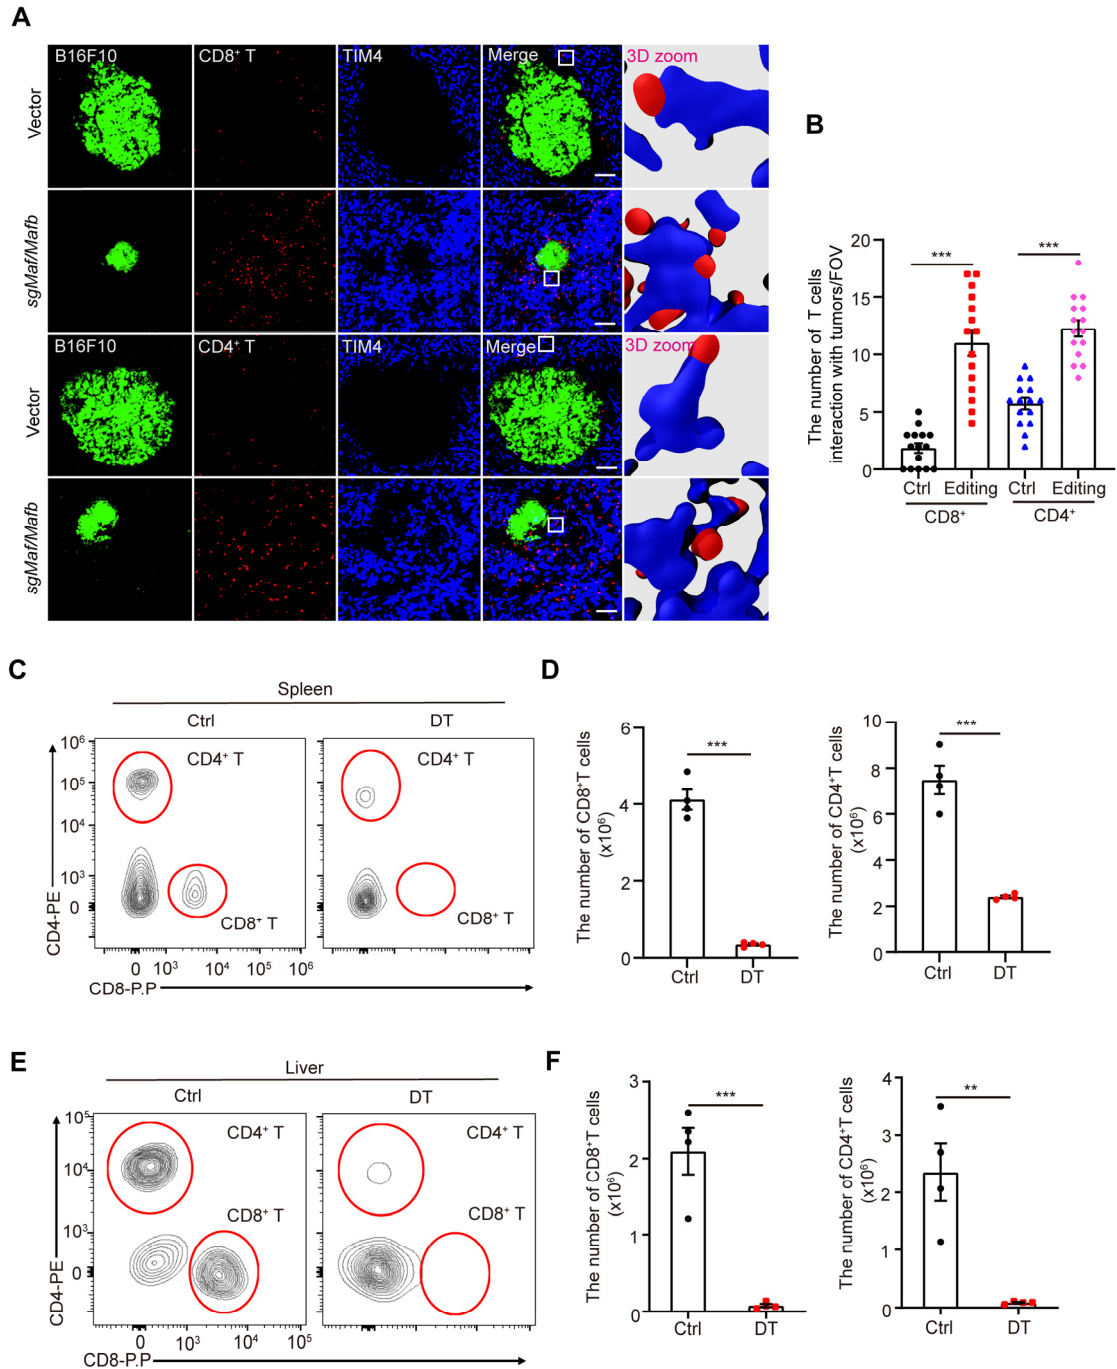 A
B16F10 CD8⁺ T TIM4 Merge 3D zoom
Vector
sgMaf/Mafb
B16F10 CD4⁺ T TIM4 Merge 3D zoom
Vector
sgMaf/Mafb
B
The number of T cells
interaction with tumors/FOV
20
15
10
5
0
*** ***
Ctrl Editing Ctrl Editing
CD8⁺ CD4⁺
C
Spleen
Ctrl DT
CD4-PE
10⁶
10⁵
10⁴
10³
0
CD4⁺ T CD4⁺ T
CD8⁺ T CD8⁺ T
0 10³ 10⁴ 10⁵ 10⁶
CD8-P.P
D
The number of CD8⁺T cells
(x10⁶)
6
4
2
0
***
Ctrl DT
The number of CD4⁺T cells
(x10⁶)
10
8
6
4
2
0
***
Ctrl DT
E
Liver
Ctrl DT
CD4-PE
10⁵
10⁴
10³
0
CD4⁺ T CD4⁺ T
CD8⁺ T CD8⁺ T
0 10³ 10⁴ 10⁵
CD8-P.P
F
The number of CD8⁺T cells
(x10⁶)
3
2
1
0
***
Ctrl DT
The number of CD4⁺T cells
(x10⁶)
4
3
2
1
0
**
Ctrl DT